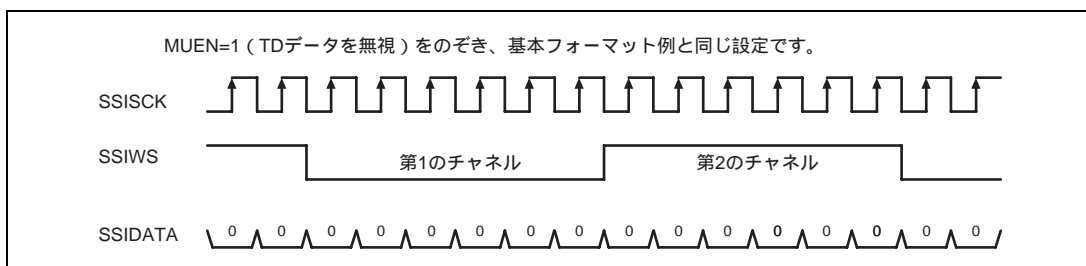 MUEN=1（TDデータを無視）をのぞき、基本フォーマット例と同じ設定です。
SSISCK
SSIWS 第1のチャネル 第2のチャネル
SSIDATA 0 0 0 0 0 0 0 0 0 0 0 0 0 0 0 0